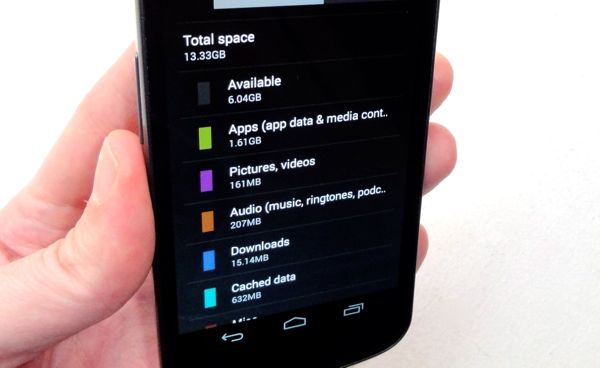 Total space
13.33GB
Available
6.04GB
Apps (app data & media cont..
1.61GB
Pictures, videos
161MB
Audio (music, ringtones, podc..
207MB
Downloads
15.14MB
Cached data
632MB